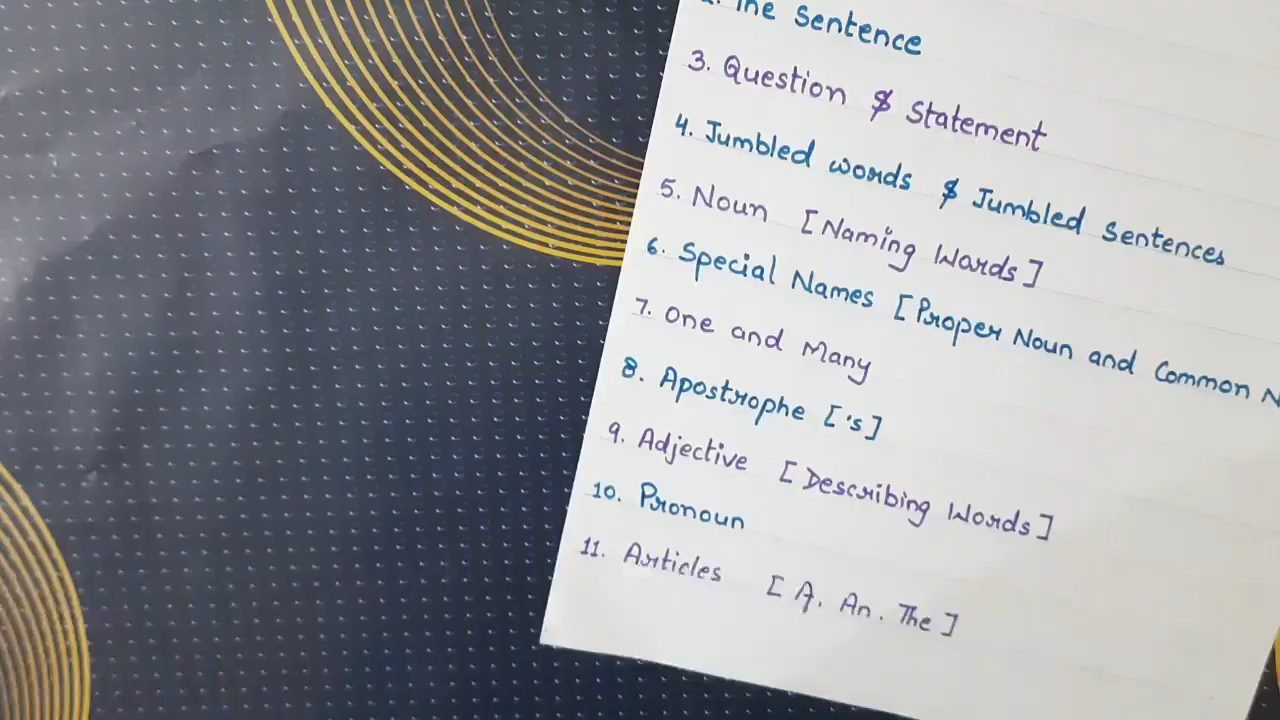 The Sentence
3. Question & Statement
4. Jumbled words & Jumbled Sentences
5. Noun [Naming Words]
6. Special Names [Proper Noun and Common N
7. One and Many
8. Apostrophe ['s]
9. Adjective [Describing Words]
10. Pronoun
11. Articles [A. An. The]